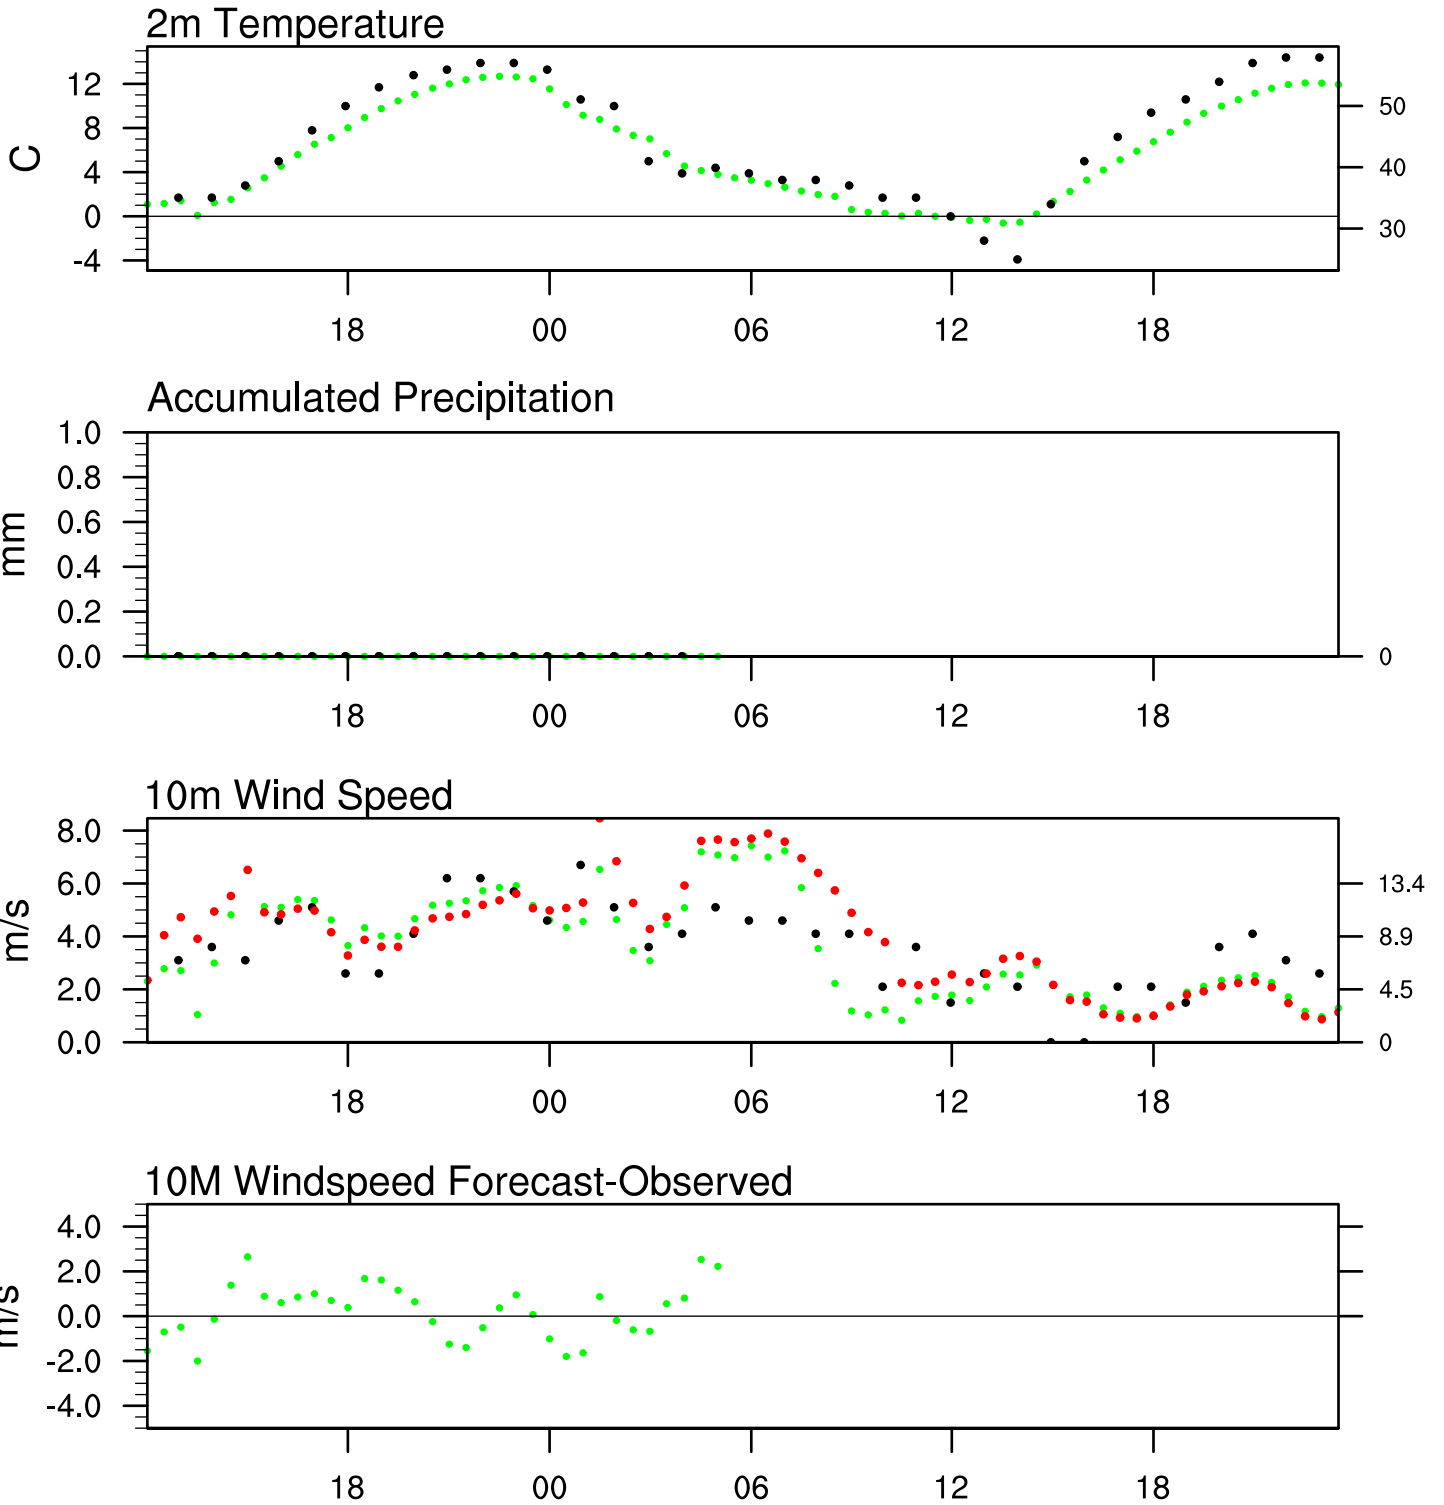 2m Temperature
12
8
4
0
-4
C
50
40
30
18 00 06 12 18
Accumulated Precipitation
1.0
0.8
0.6
0.4
0.2
0.0
mm
0
18 00 06 12 18
10m Wind Speed
8.0
6.0
4.0
2.0
0.0
m/s
13.4
8.9
4.5
0
18 00 06 12 18
10M Windspeed Forecast-Observed
4.0
2.0
0.0
-2.0
-4.0
m/s
18 00 06 12 18